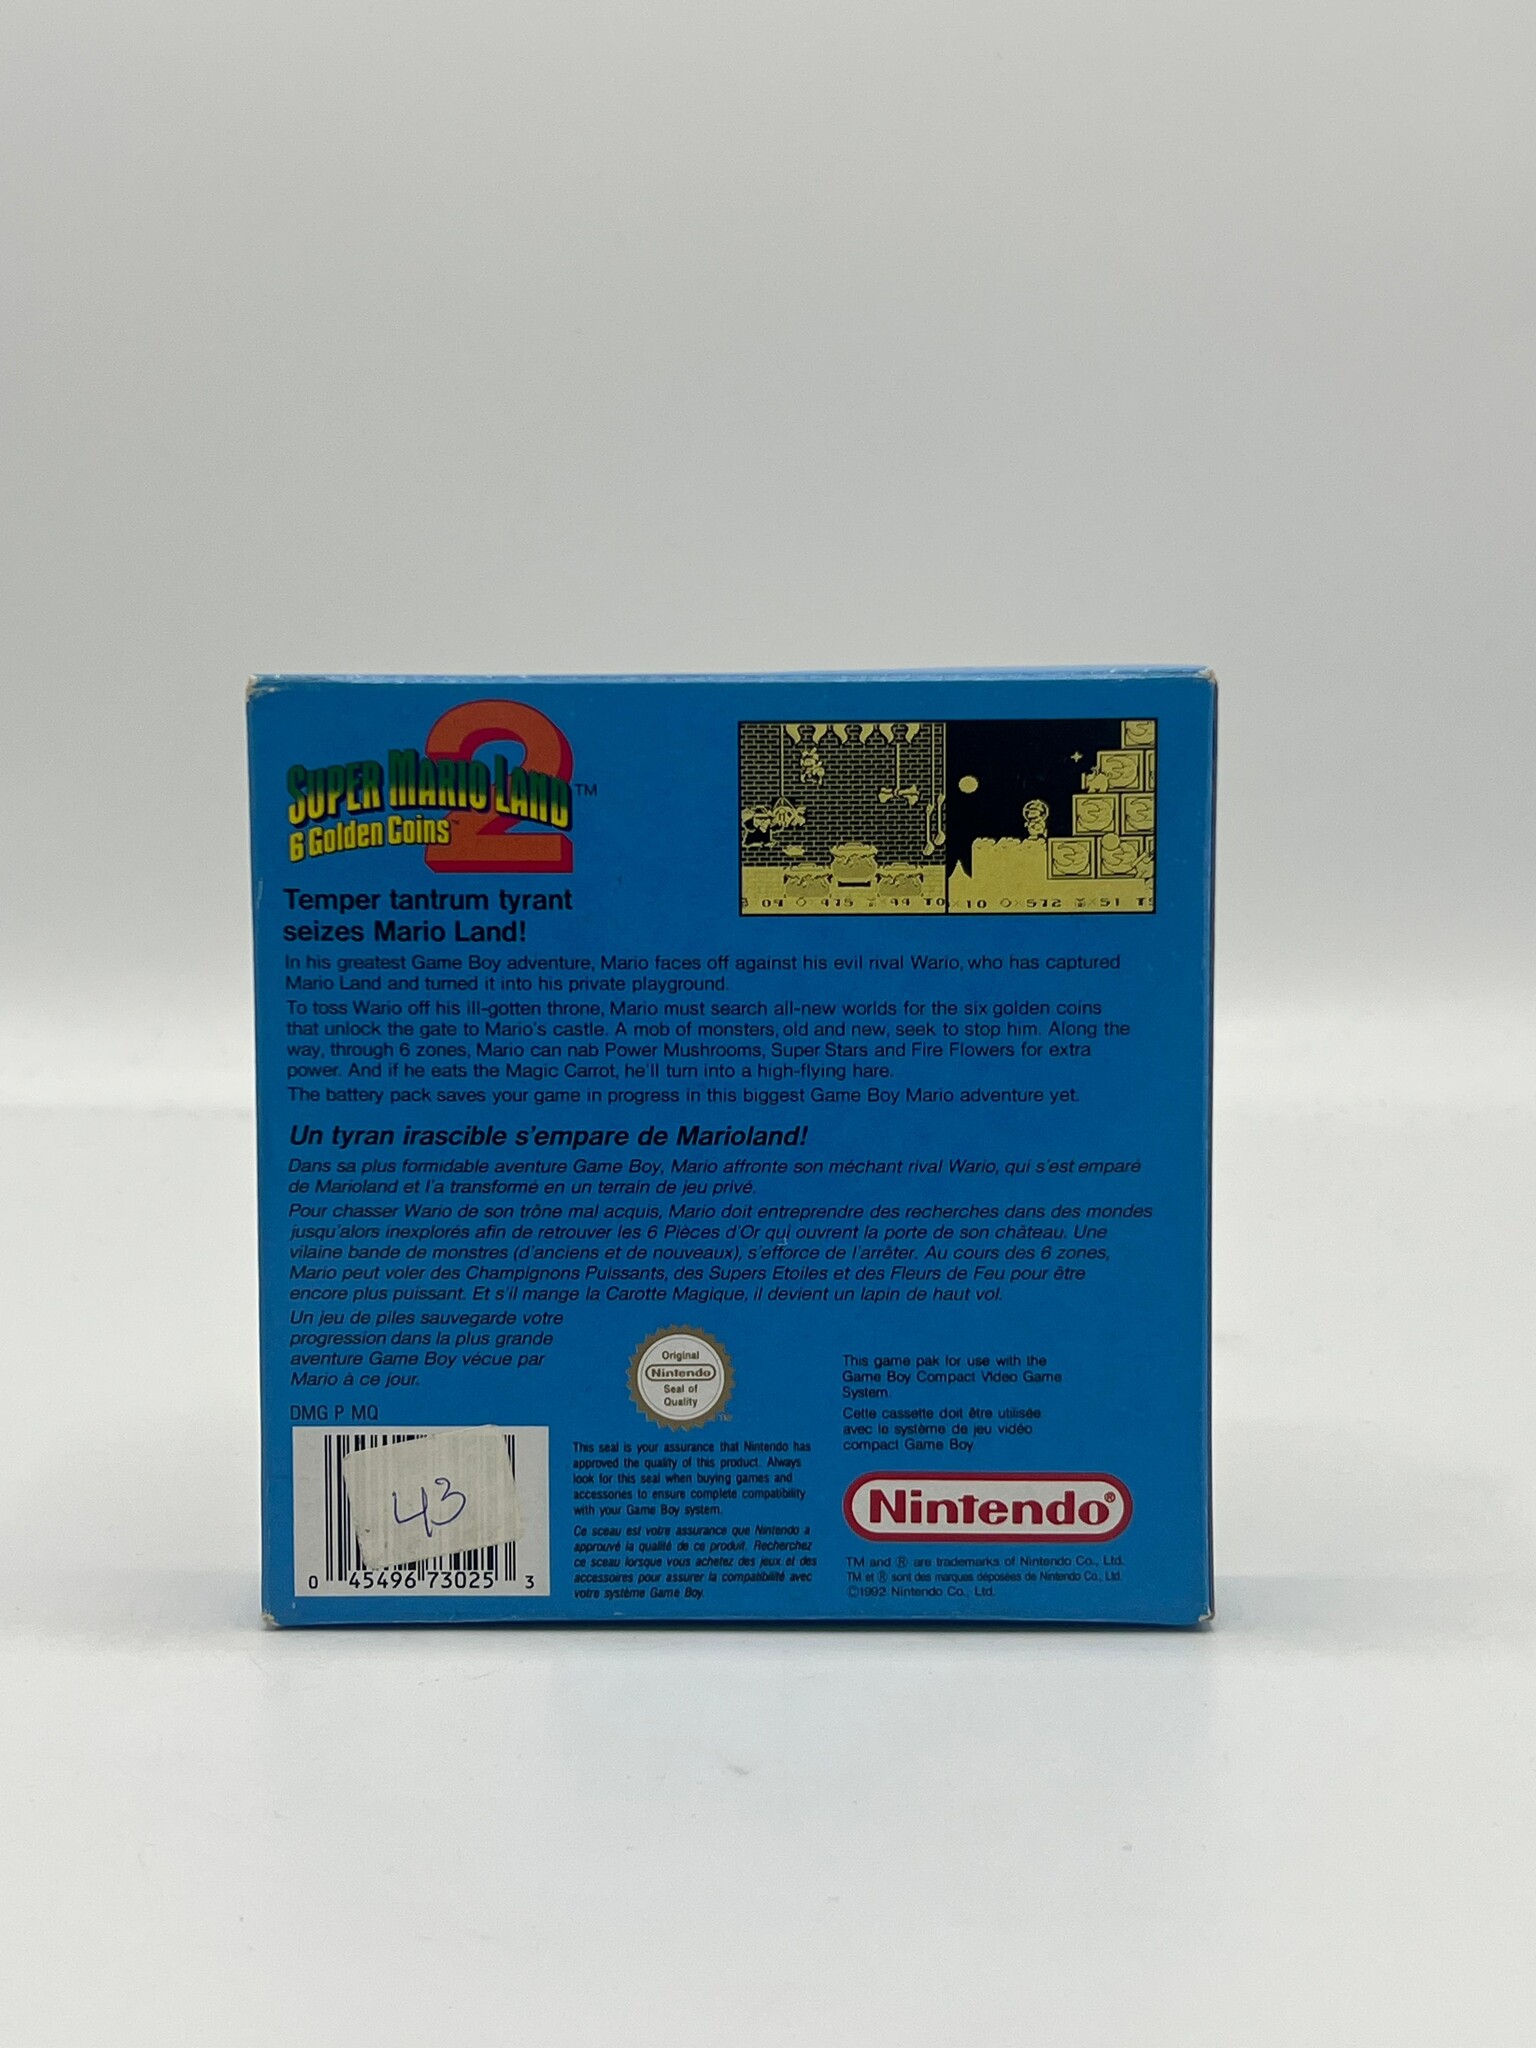 SUPER MARIO LAND 2™
6 Golden Coins™
Temper tantrum tyrant
seizes Mario Land!
In his greatest Game Boy adventure, Mario faces off against his evil rival Wario, who has captured
Mario Land and turned it into his private playground.
To toss Wario off his ill-gotten throne, Mario must search all-new worlds for the six golden coins
that unlock the gate to Mario's castle. A mob of monsters, old and new, seek to stop him. Along the
way, through 6 zones, Mario can nab Power Mushrooms, Super Stars and Fire Flowers for extra
power. And if he eats the Magic Carrot, he'll turn into a high-flying hare.
The battery pack saves your game in progress in this biggest Game Boy Mario adventure yet.
Un tyran irascible s'empare de Marioland!
Dans sa plus formidable aventure Game Boy, Mario affronte son méchant rival Wario, qui s'est emparé
de Marioland et l'a transformé en un terrain de jeu privé.
Pour chasser Wario de son trône mal acquis, Mario doit entreprendre des recherches dans des mondes
jusqu'alors inexplorés afin de retrouver les 6 Pièces d'Or qui ouvrent la porte de son château. Une
vilaine bande de monstres (d'anciens et de nouveaux), s'efforce de l'arrêter. Au cours des 6 zones,
Mario peut voler des Champignons Puissants, des Supers Etoiles et des Fleurs de Feu pour être
encore plus puissant. Et s'il mange la Carotte Magique, il devient un lapin de haut vol.
Un jeu de piles sauvegarde votre
progression dans la plus grande
aventure Game Boy vécue par
Mario à ce jour.
DMG P MQ
43
0 45496 73025 3
Original
Nintendo
Seal of
Quality
TM
This seal is your assurance that Nintendo has
approved the quality of this product. Always
look for this seal when buying games and
accessories to ensure complete compatibility
with your Game Boy system.
Ce sceau est votre assurance que Nintendo a
approuvé la qualité de ce produit. Recherchez
ce sceau lorsque vous achetez des jeux et des
accessoires pour assurer la compatibilité avec
votre système Game Boy.
This game pak for use with the
Game Boy Compact Video Game
System.
Cette cassette doit être utilisée
avec le système de jeu vidéo
compact Game Boy
Nintendo®
TM and ® are trademarks of Nintendo Co., Ltd.
TM et ® sont des marques déposées de Nintendo Co., Ltd.
©1992 Nintendo Co., Ltd.